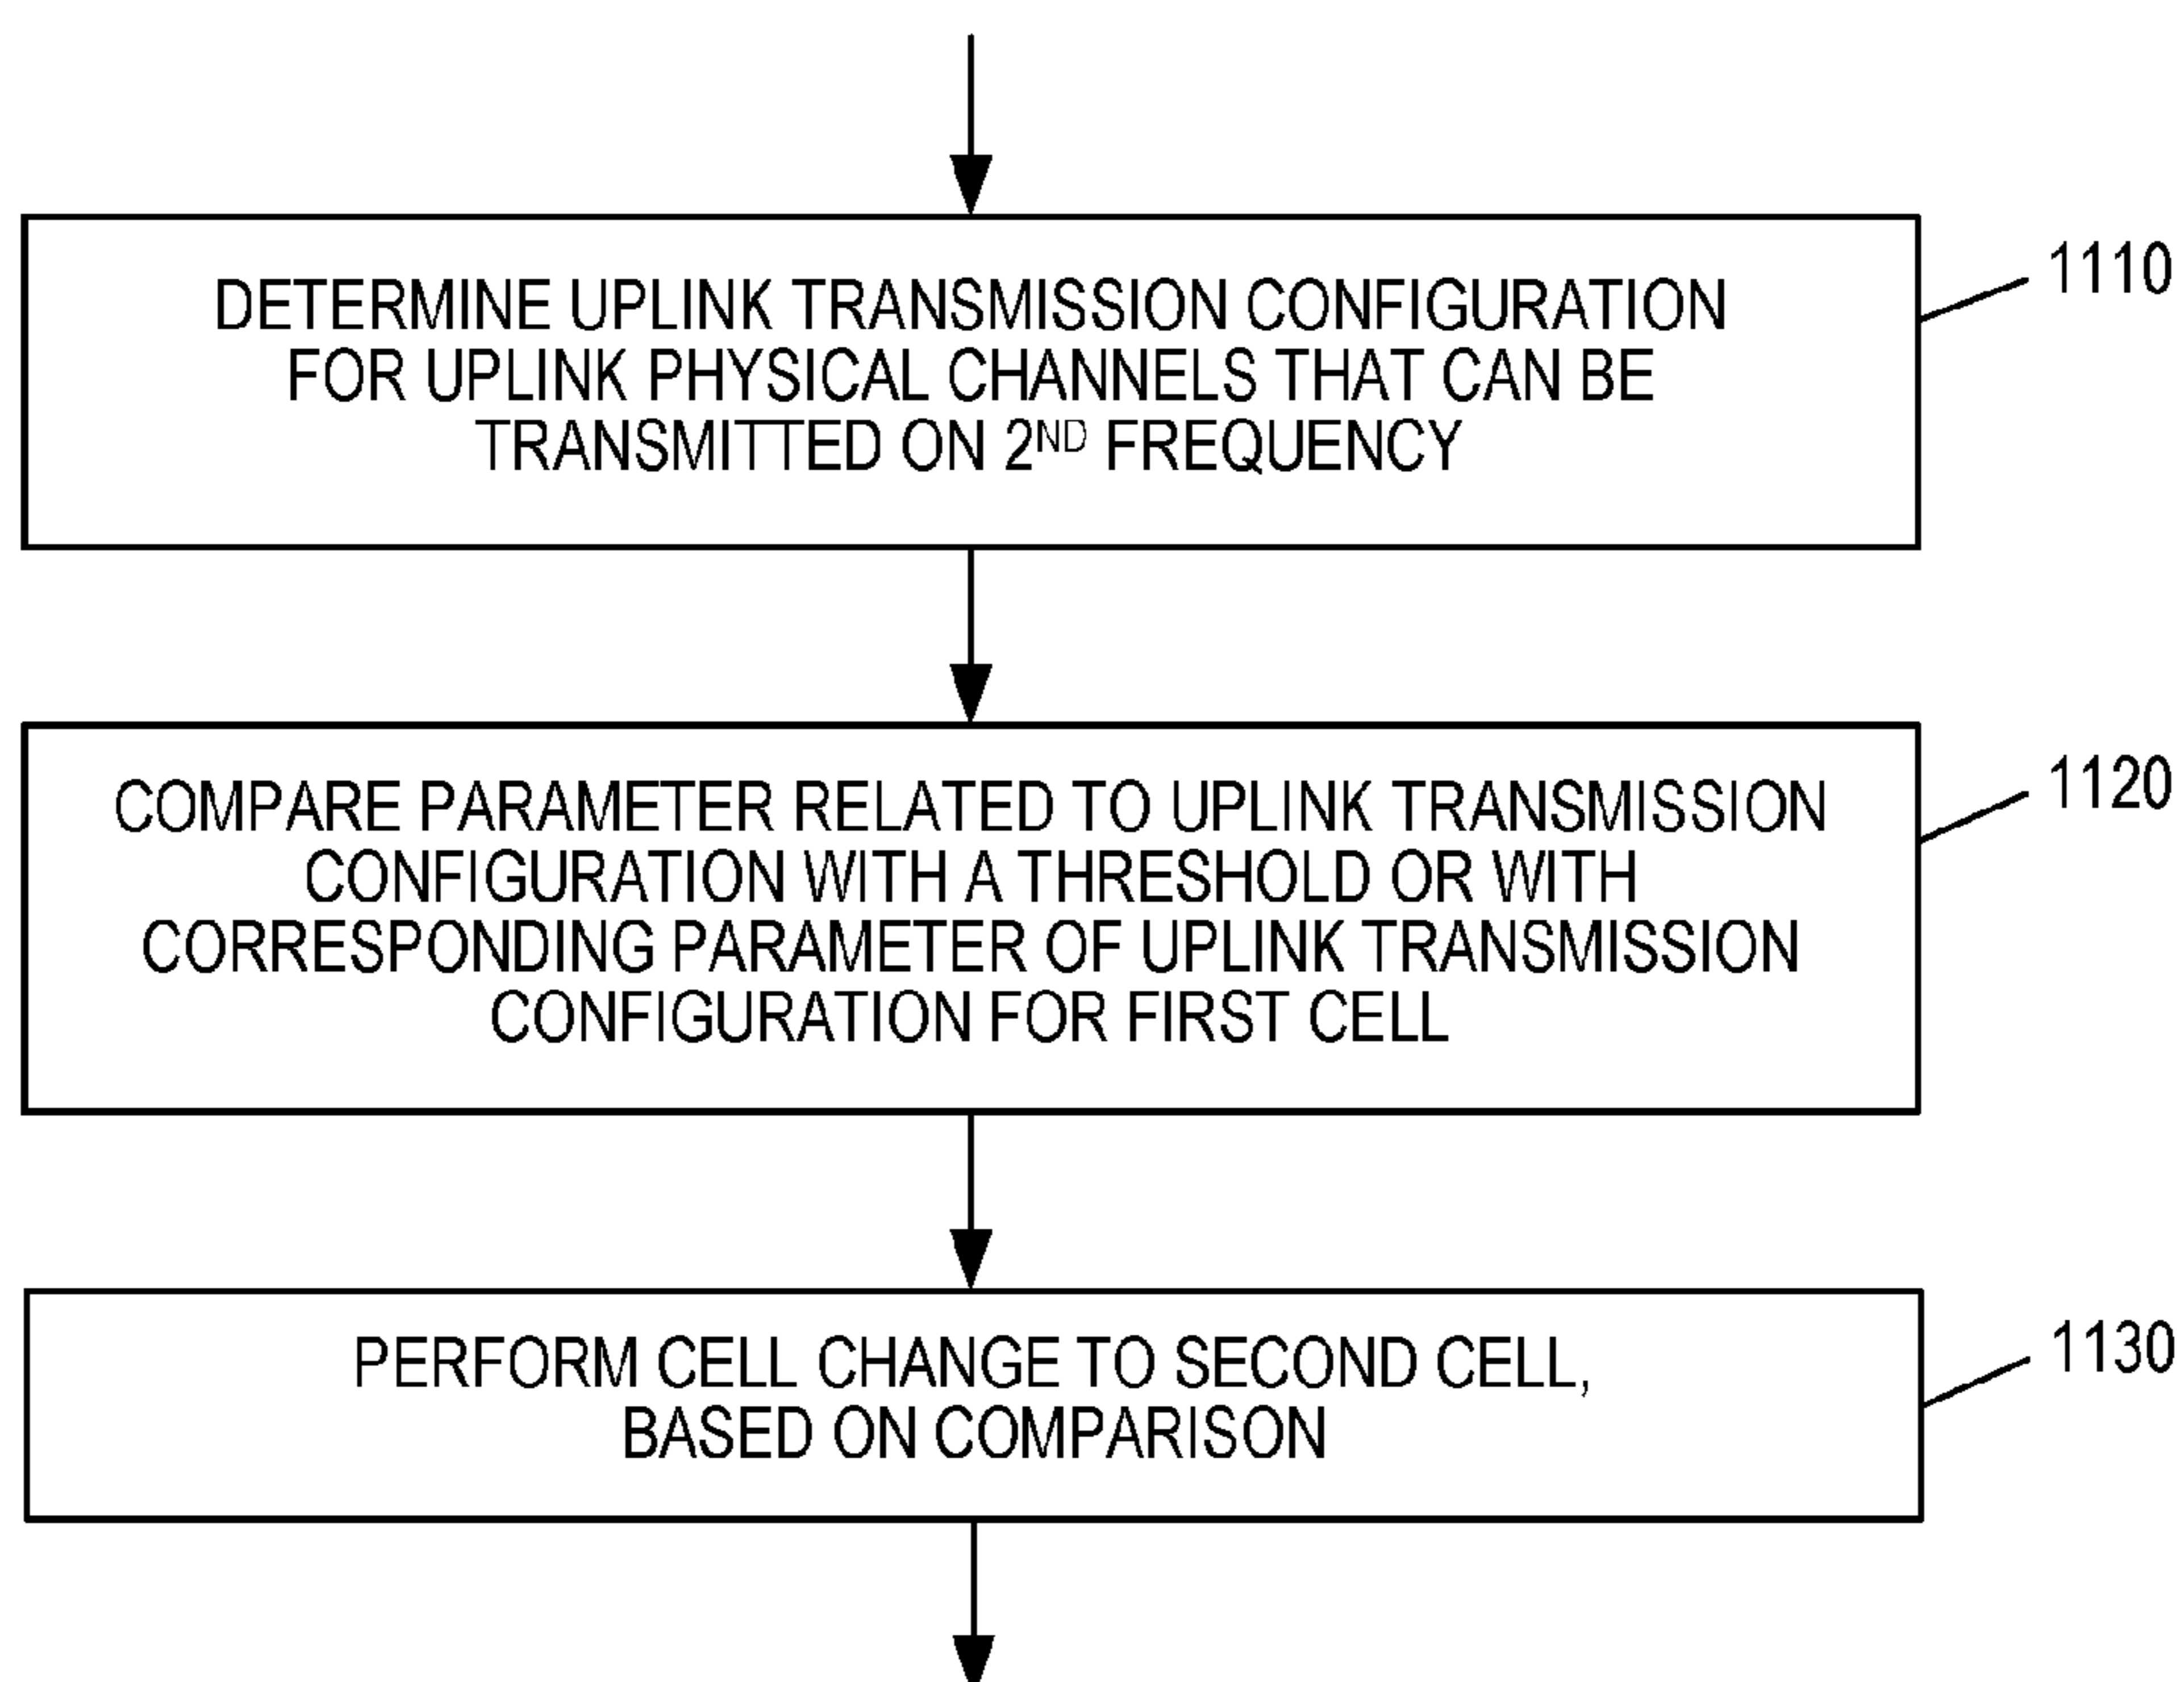 DETERMINE UPLINK TRANSMISSION CONFIGURATION
FOR UPLINK PHYSICAL CHANNELS THAT CAN BE
TRANSMITTED ON 2ND FREQUENCY
1110
COMPARE PARAMETER RELATED TO UPLINK TRANSMISSION
CONFIGURATION WITH A THRESHOLD OR WITH
CORRESPONDING PARAMETER OF UPLINK TRANSMISSION
CONFIGURATION FOR FIRST CELL
1120
PERFORM CELL CHANGE TO SECOND CELL,
BASED ON COMPARISON
1130